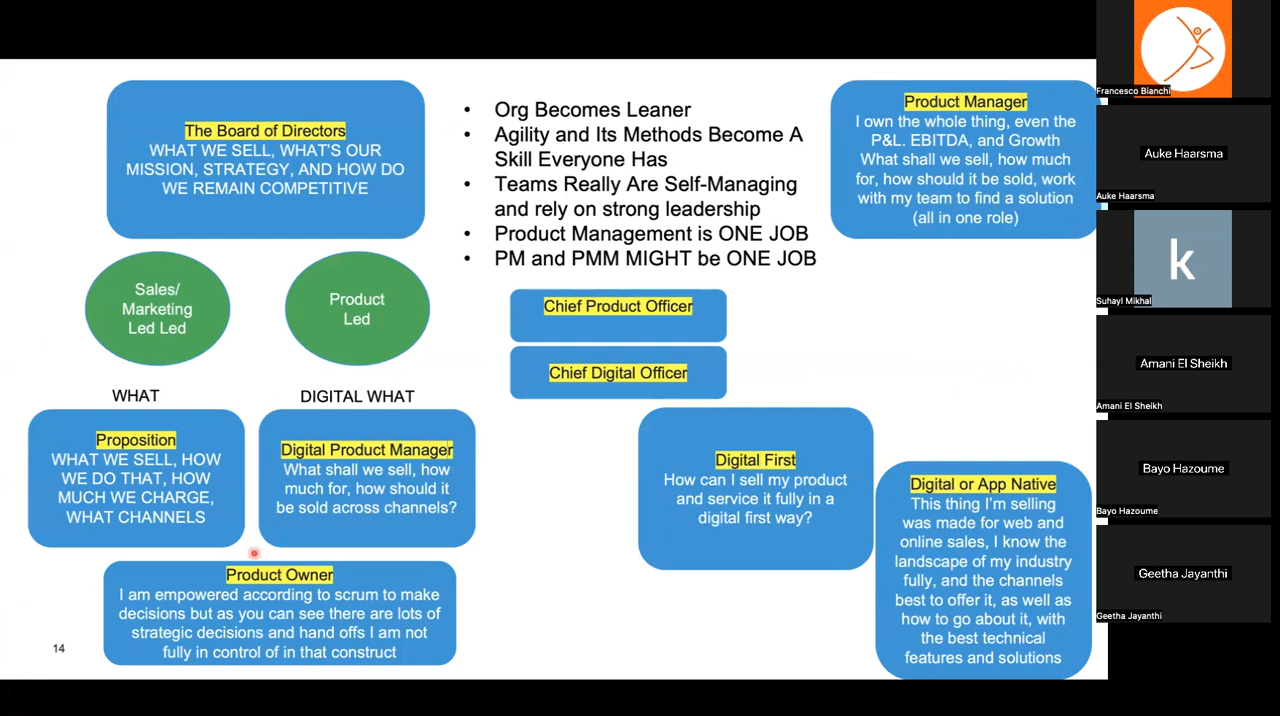 The Board of Directors
WHAT WE SELL, WHAT'S OUR
MISSION, STRATEGY, AND HOW DO
WE REMAIN COMPETITIVE
• Org Becomes Leaner
• Agility and Its Methods Become A
Skill Everyone Has
• Teams Really Are Self-Managing
and rely on strong leadership
• Product Management is ONE JOB
• PM and PMM MIGHT be ONE JOB
Product Manager
I own the whole thing, even the
P&L. EBITDA, and Growth
What shall we sell, how much
for, how should it be sold, work
with my team to find a solution
(all in one role)
Sales/
Marketing
Led Led
Product
Led
Chief Product Officer
Chief Digital Officer
WHAT
DIGITAL WHAT
Proposition
WHAT WE SELL, HOW
WE DO THAT, HOW
MUCH WE CHARGE,
WHAT CHANNELS
Digital Product Manager
What shall we sell, how
much for, how should it
be sold across channels?
Digital First
How can I sell my product
and service it fully in a
digital first way?
Digital or App Native
This thing I'm selling
was made for web and
online sales, I know the
landscape of my industry
fully, and the channels
best to offer it, as well as
how to go about it, with
the best technical
features and solutions
Product Owner
I am empowered according to scrum to make
decisions but as you can see there are lots of
strategic decisions and hand offs I am not
fully in control of in that construct
14
Francesco Bianchi
Auke Haarsma
Auke Haarsma
k
Suhayl Mikhal
Amani El Sheikh
Amani El Sheikh
Bayo Hazoume
Bayo Hazoume
Geetha Jayanthi
Geetha Jayanthi